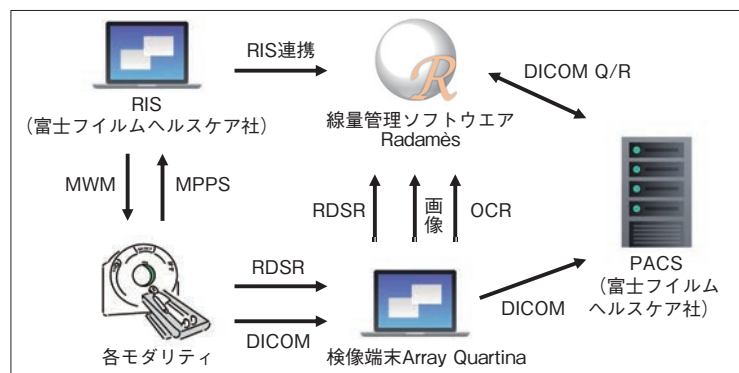 RIS連携
R
DICOM Q/R
RIS
(富士フイルムヘルスケア社)
線量管理ソフトウエア
Radamès
MWM
MPPS
RDSR
画像
OCR
PACS
(富士フイルム
ヘルスケア社)
RDSR
DICOM
DICOM
各モダリティ
検像端末Array Quartina